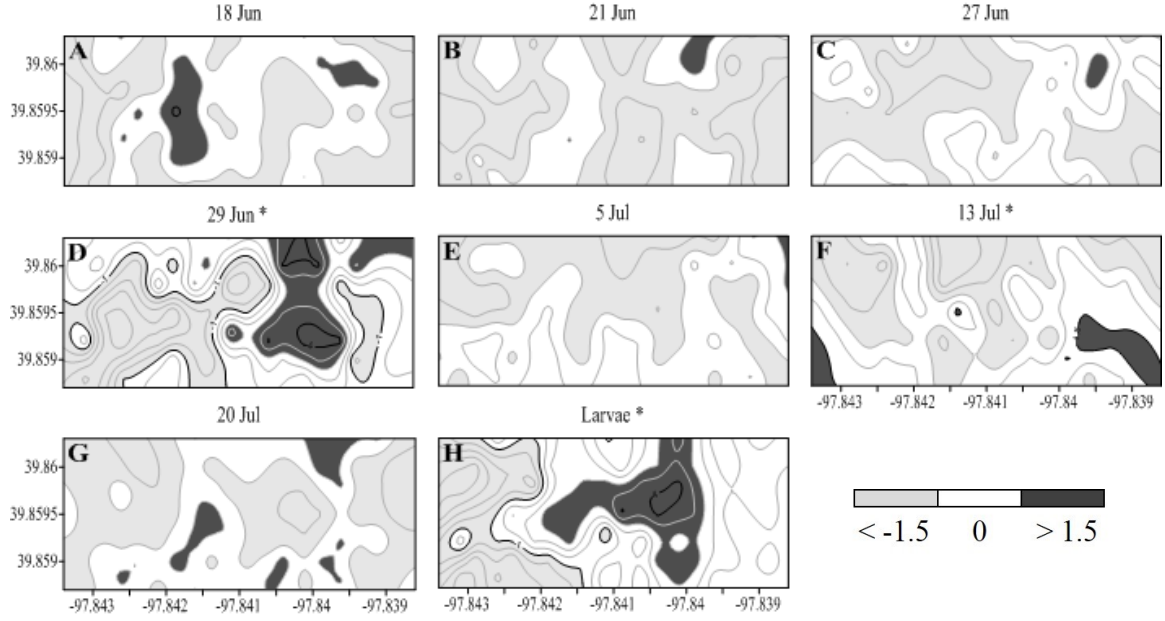 18 Jun 21 Jun 27 Jun
A B C
39.86
39.8595
39.859
29 Jun * 5 Jul 13 Jul *
D E F
39.86
39.8595
39.859
-97.843 -97.842 -97.841 -97.84 -97.839
20 Jul Larvae *
G H
39.86
39.8595
39.859
< -1.5 0 > 1.5
-97.843 -97.842 -97.841 -97.84 -97.839 -97.843 -97.842 -97.841 -97.84 -97.839